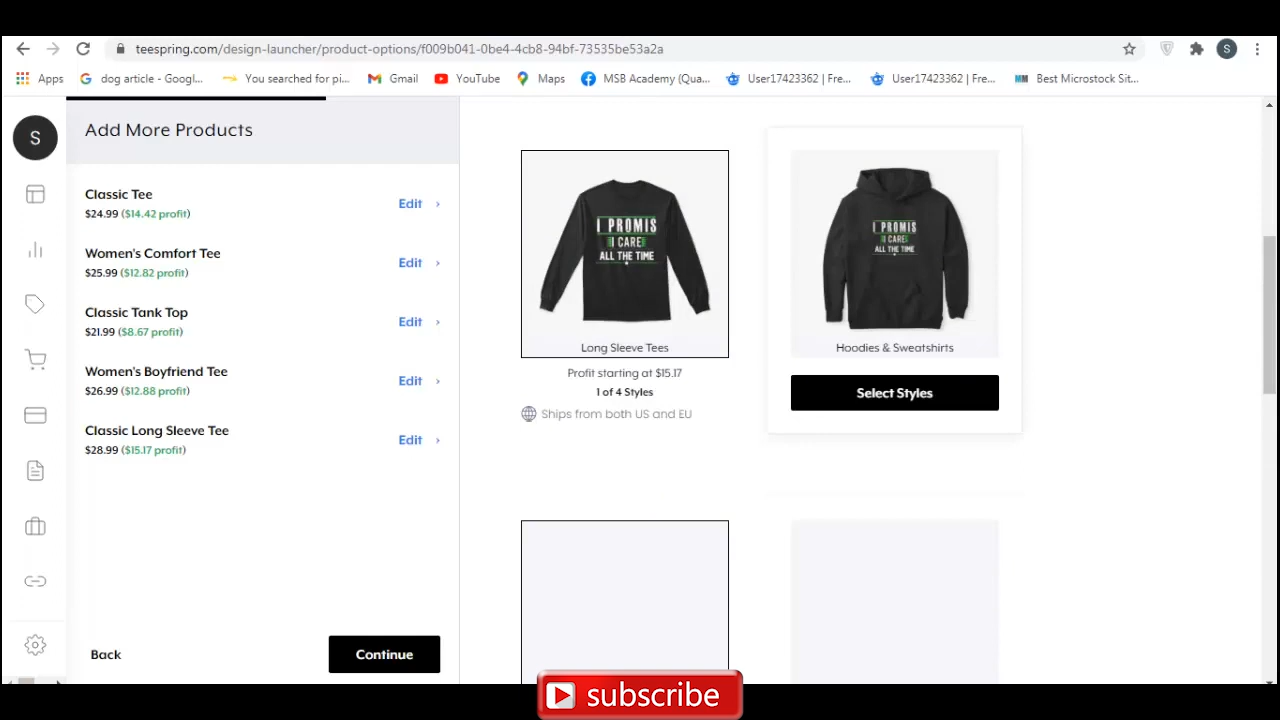 teespring.com/design-launcher/product-options/f009b041-0be4-4cb8-94bf-73535be53a2a
S
Apps
dog article - Googl...
You searched for pi...
Gmail
YouTube
Maps
MSB Academy (Qua...
User17423362 | Fre...
User17423362 | Fre...
Best Microstock Sit...
S
Add More Products
Classic Tee
$24.99 ($14.42 profit)
Edit
Women's Comfort Tee
$25.99 ($12.82 profit)
Edit
Classic Tank Top
$21.99 ($8.67 profit)
Edit
Women's Boyfriend Tee
$26.99 ($12.88 profit)
Edit
Classic Long Sleeve Tee
$28.99 ($15.17 profit)
Edit
Back
Continue
I PROMIS
I CARE
ALL THE TIME
Long Sleeve Tees
Profit starting at $15.17
1 of 4 Styles
Ships from both US and EU
I PROMIS
I CARE
ALL THE TIME
Hoodies & Sweatshirts
Select Styles
subscribe